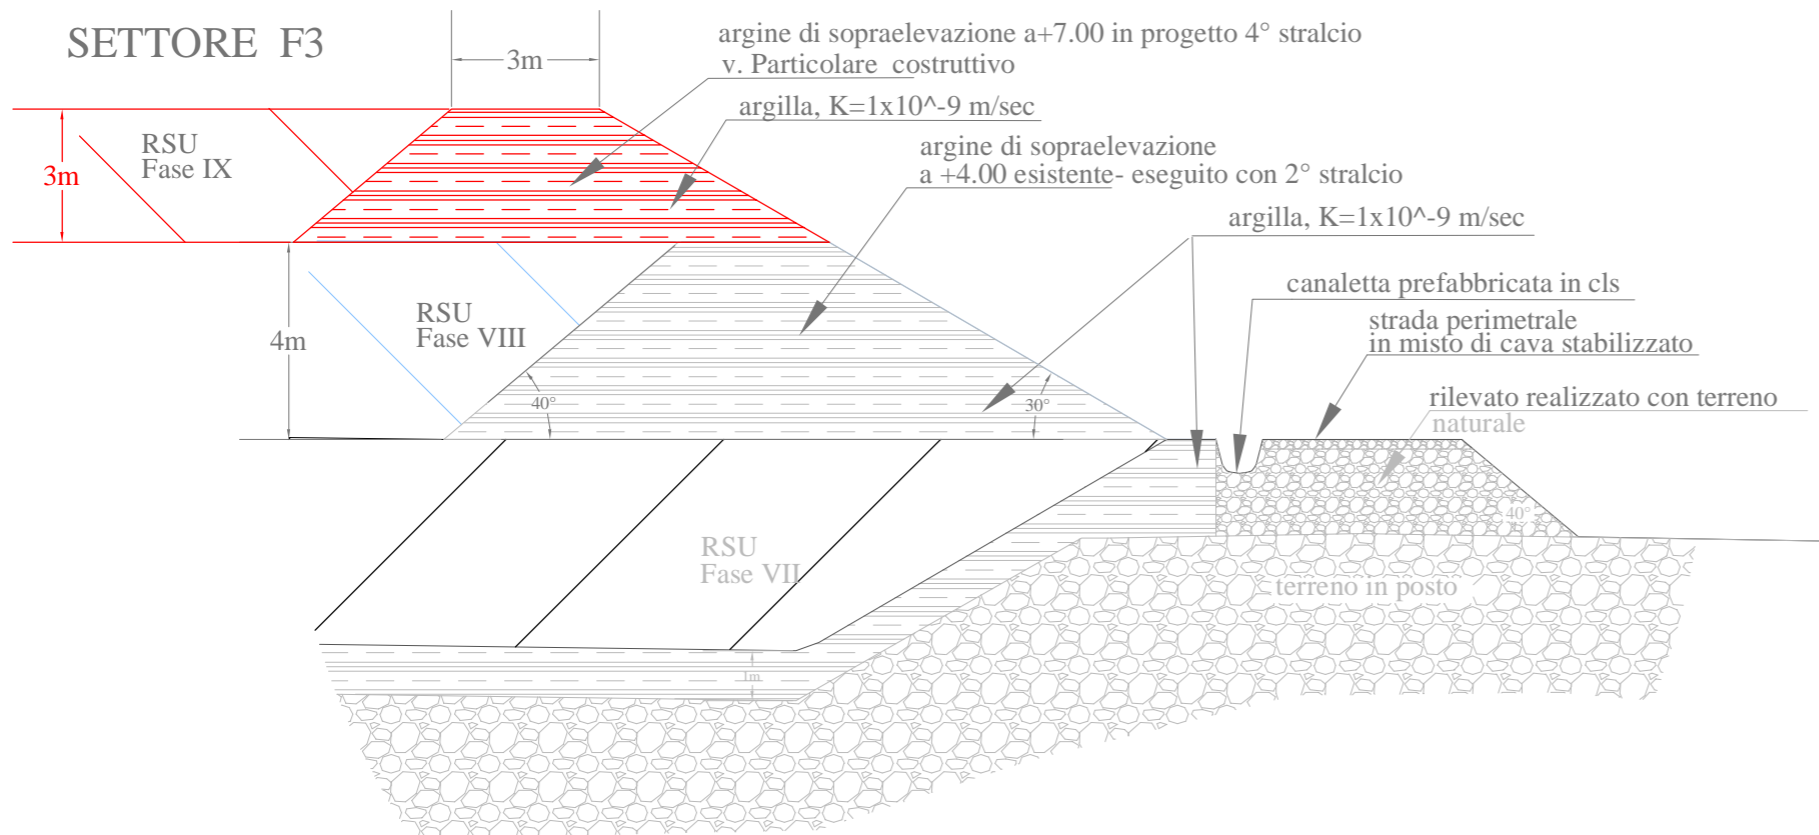 SETTORE F3
3m
argine di sopraelevazione a+7.00 in progetto 4° stralcio
v. Particolare costruttivo
argilla, K=1x10^-9 m/sec
RSU
Fase IX
3m
argine di sopraelevazione
a +4.00 esistente- eseguito con 2° stralcio
argilla, K=1x10^-9 m/sec
canaletta prefabbricata in cls
RSU
Fase VIII
4m
strada perimetrale
in misto di cava stabilizzato
40°
30°
rilevato realizzato con terreno
naturale
40°
RSU
Fase VII
terreno in posto
1m